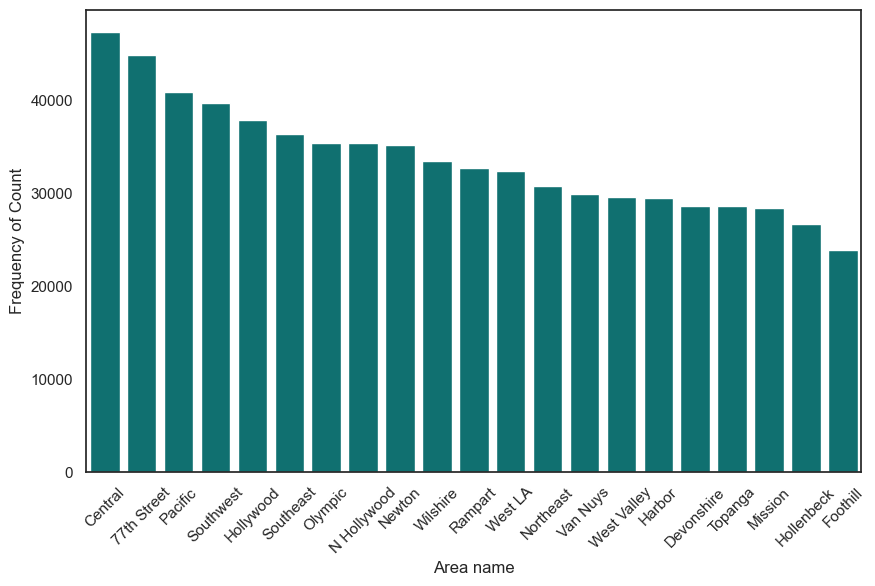 40000
30000
20000
10000
0
Frequency of Count
Central
77th Street
Pacific
Southwest
Hollywood
Southeast
Olympic
N Hollywood
Newton
Wilshire
Rampart
West LA
Northeast
Van Nuys
West Valley
Harbor
Devonshire
Topanga
Mission
Hollenbeck
Foothill
Area name